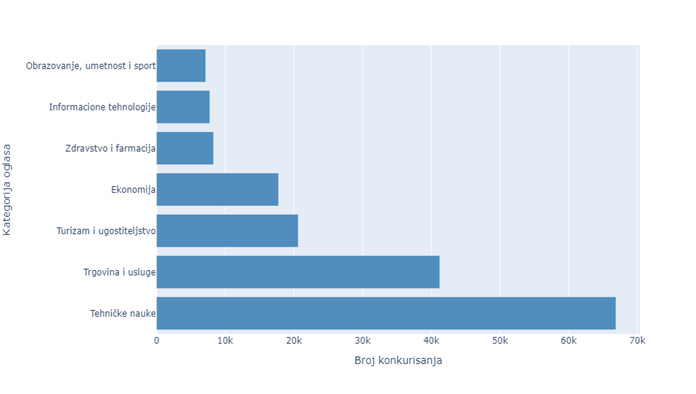 Kategorija oglasa
Obrazovanje, umetnost i sport
Informacione tehnologije
Zdravstvo i farmacija
Ekonomija
Turizam i ugostiteljstvo
Trgovina i usluge
Tehničke nauke
0 10k 20k 30k 40k 50k 60k 70k
Broj konkurisanja